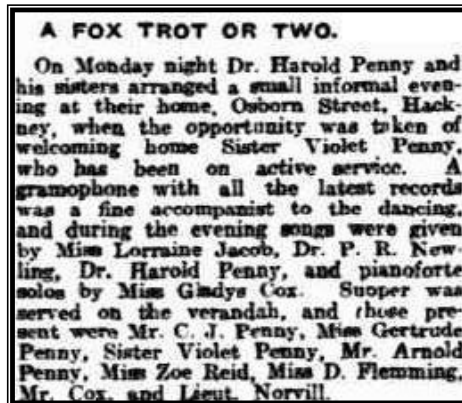 A FOX TROT OR TWO.
On Monday night Dr. Harold Penny and
his sisters arranged a small informal even-
ing at their home, Osborn Street, Hack-
ney, when the opportunity was taken of
welcoming home Sister Violet Penny,
who has been on active service. A
gramophone with all the latest records
was a fine accompanist to the dancing,
and during the evening songs were given
by Miss Lorraine Jacob, Dr. P. R. New-
ling, Dr. Harold Penny, and pianoforte
solos by Miss Gladys Cox. Supper was
served on the verandah, and those pre-
sent were Mr. C. J. Penny, Miss Gertrude
Penny, Sister Violet Penny, Mr. Arnold
Penny, Miss Zoe Reid, Miss D. Flemming,
Mr. Cox, and Lieut. Norvill.